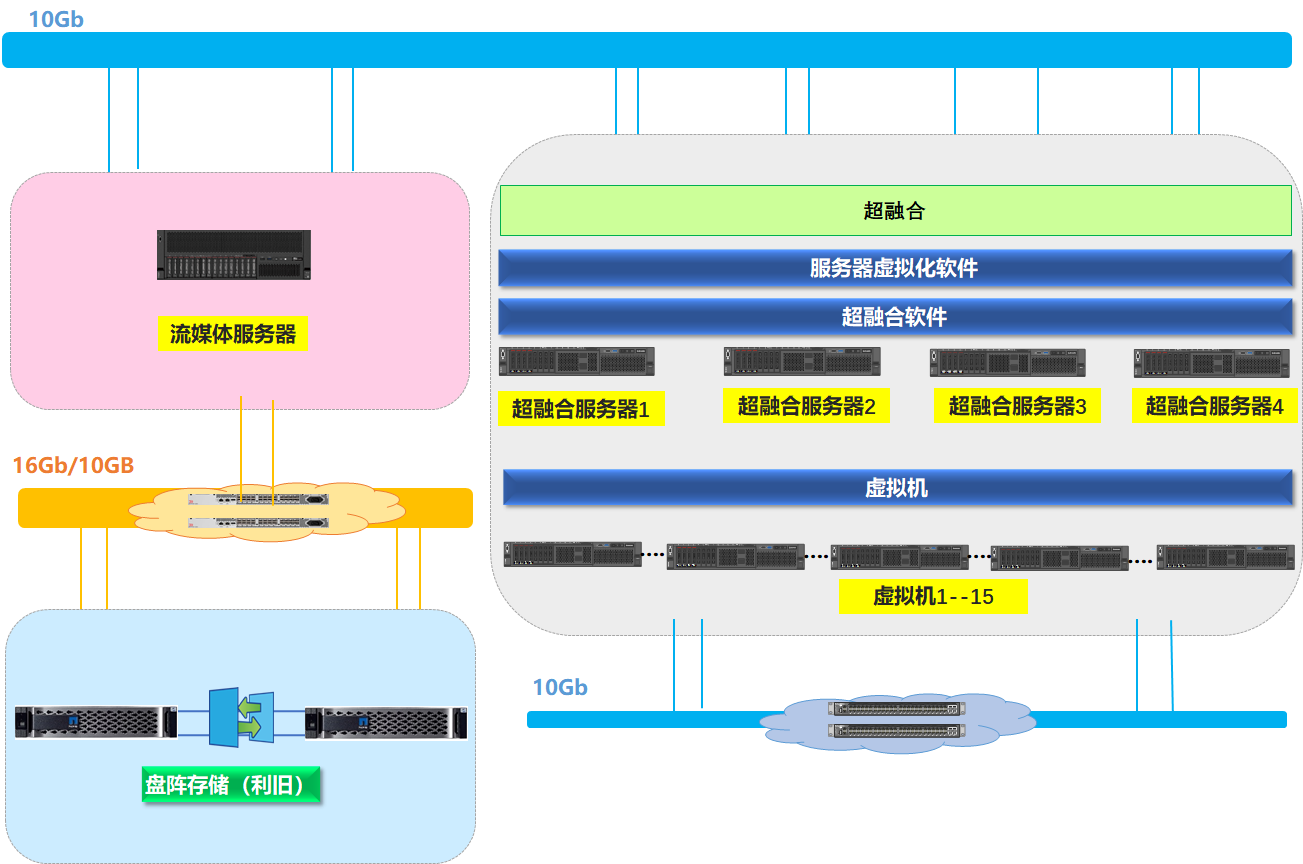 10Gb
超融合
服务器虚拟化软件
超融合软件
流媒体服务器
超融合服务器1
超融合服务器2
超融合服务器3
超融合服务器4
16Gb/10GB
虚拟机
虚拟机1--15
10Gb
盘阵存储（利旧）